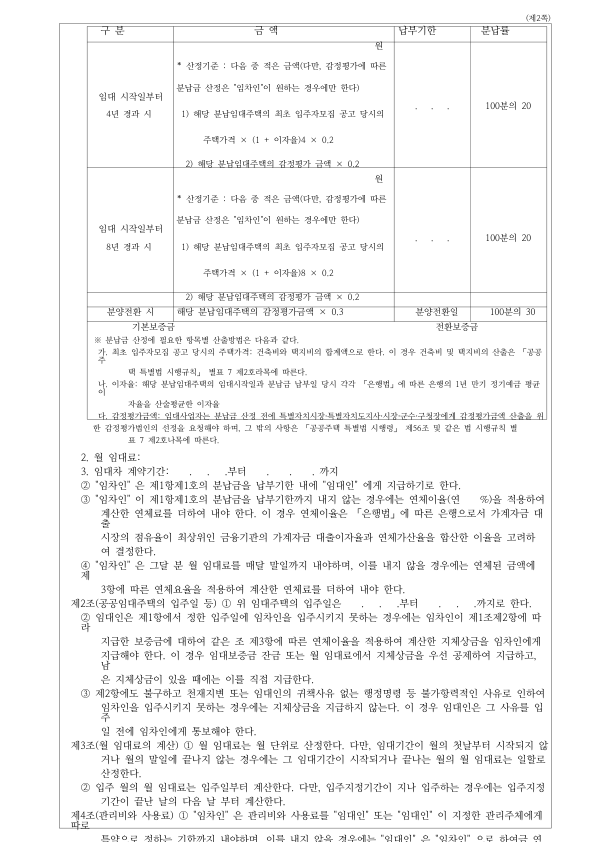 (제2쪽)
구 분 금 액 납부기한 분납률
원
* 산정기준 : 다음 중 적은 금액(다만, 감정평가에 따른
분납금 산정은 "임차인"이 원하는 경우에만 한다)
임대 시작일부터
4년 경과 시
1) 해당 분납임대주택의 최초 입주자모집 공고 당시의
주택가격 × (1 + 이자율)4 × 0.2
2) 해당 분납임대주택의 감정평가 금액 × 0.2
. . .
100분의 20
원
* 산정기준 : 다음 중 적은 금액(다만, 감정평가에 따른
분납금 산정은 "임차인"이 원하는 경우에만 한다)
임대 시작일부터
8년 경과 시
1) 해당 분납임대주택의 최초 입주자모집 공고 당시의
주택가격 × (1 + 이자율)8 × 0.2
2) 해당 분납임대주택의 감정평가 금액 × 0.2
. . .
100분의 20
분양전환 시 해당 분납임대주택의 감정평가금액 × 0.3 분양전환일 100분의 30
기본보증금 전환보증금
※ 분납금 산정에 필요한 항목별 산출방법은 다음과 같다.
가. 최초 입주자모집 공고 당시의 주택가격: 건축비와 택지비의 합계액으로 한다. 이 경우 건축비 및 택지비의 산출은 「공공
주
택 특별법 시행규칙」 별표 7 제2호라목에 따른다.
나. 이자율: 해당 분납임대주택의 임대시작일과 분납금 납부일 당시 각각 「은행법」에 따른 은행의 1년 만기 정기예금 평균
이
자율을 산술평균한 이자율
다. 감정평가금액: 임대사업자는 분납금 산정 전에 특별자치시장·특별자치도지사·시장·군수·구청장에게 감정평가금액 산출을 위
한 감정평가법인의 선정을 요청해야 하며, 그 밖의 사항은 「공공주택 특별법 시행령」 제56조 및 같은 법 시행규칙 별
표 7 제2호나목에 따른다.
2. 월 임대료:
3. 임대차 계약기간: . . .부터 . . . 까지
② "임차인" 은 제1항제1호의 분납금을 납부기한 내에 "임대인" 에게 지급하기로 한다.
③ "임차인" 이 제1항제1호의 분납금을 납부기한까지 내지 않는 경우에는 연체이율(연 %)을 적용하여
계산한 연체료를 더하여 내야 한다. 이 경우 연체이율은 「은행법」에 따른 은행으로서 가계자금 대
출
시장의 점유율이 최상위인 금융기관의 가계자금 대출이자율과 연체가산율을 합산한 이율을 고려하
여 결정한다.
④ "임차인" 은 그달 분 월 임대료를 매달 말일까지 내야하며, 이를 내지 않을 경우에는 연체된 금액에
제
3항에 따른 연체요율을 적용하여 계산한 연체료를 더하여 내야 한다.
제2조(공공임대주택의 입주일 등) ① 위 임대주택의 입주일은 . . .부터 . . .까지로 한다.
② 임대인은 제1항에서 정한 입주일에 임차인을 입주시키지 못하는 경우에는 임차인이 제1조제2항에 따
라
지급한 보증금에 대하여 같은 조 제3항에 따른 연체이율을 적용하여 계산한 지체상금을 임차인에게
지급해야 한다. 이 경우 임대보증금 잔금 또는 월 임대료에서 지체상금을 우선 공제하여 지급하고,
남
은 지체상금이 있을 때에는 이를 직접 지급한다.
③ 제2항에도 불구하고 천재지변 또는 임대인의 귀책사유 없는 행정명령 등 불가항력적인 사유로 인하여
임차인을 입주시키지 못하는 경우에는 지체상금을 지급하지 않는다. 이 경우 임대인은 그 사유를 입
주
일 전에 임차인에게 통보해야 한다.
제3조(월 임대료의 계산) ① 월 임대료는 월 단위로 산정한다. 다만, 임대기간이 월의 첫날부터 시작되지 않
거나 월의 말일에 끝나지 않는 경우에는 그 임대기간이 시작되거나 끝나는 월의 월 임대료는 일할로
산정한다.
② 입주 월의 월 임대료는 입주일부터 계산한다. 다만, 입주지정기간이 지나 입주하는 경우에는 입주지정
기간이 끝난 날의 다음 날 부터 계산한다.
제4조(관리비와 사용료) ① "임차인" 은 관리비와 사용료를 "임대인" 또는 "임대인" 이 지정한 관리주체에게
따로
특약으로 정하는 기한까지 내야하며, 이를 내지 않을 경우에는 "임대인" 은 "임차인" 으로 하여금 연